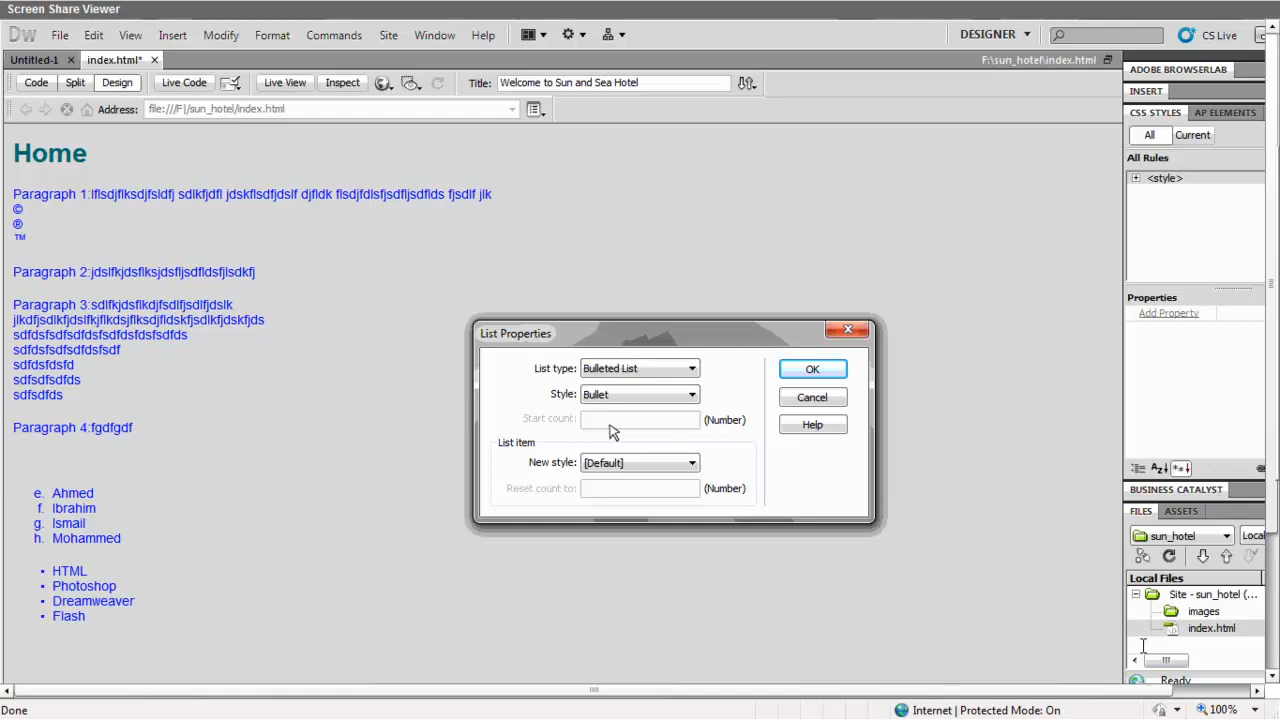 Screen Share Viewer
Dw File Edit View Insert Modify Format Commands Site Window Help DESIGNER CS Live
Untitled-1 index.html* F:\sun_hotel\index.html
Code Split Design Live Code Live View Inspect Title: Welcome to Sun and Sea Hotel
Address: file:///F|/sun_hotel/index.html
ADOBE BROWSERLAB
INSERT
CSS STYLES AP ELEMENTS
All Current
All Rules
<style>
Properties
Add Property
Home
Paragraph 1:lflsdjflksdjfsldfj sdlkfjdfl jdskflsdfjdslf djfldk flsdjfdlsfjsdfljsdflds fjsdlf jlk
©
®
™
Paragraph 2:jdslfkjdsflksjdsfljsdfldsfjlsdkfj
Paragraph 3:sdlfkjdsflkdjfsdlfjsdlfjdslk
jlkdfjsdlkfjdslfkjflkdsjflksdjfldskfjsdlkfjdskfjds
sdfdsfsdfdsfdsfsdfdsfsdfds
sdfdsfsdfdsfsdf
sdfdsfdsfd
sdfsdfsdfds
sdfsdfds
Paragraph 4:fgdfgdf
e. Ahmed
f. Ibrahim
g. Ismail
h. Mohammed
• HTML
• Photoshop
• Dreamweaver
• Flash
List Properties
List type: Bulleted List OK
Style: Bullet Cancel
Start count: (Number) Help
List item
New style: [Default]
Reset count to: (Number)
BUSINESS CATALYST
FILES ASSETS
sun_hotel Local
Local Files
Site - sun_hotel (...
images
index.html
Ready
Done Internet | Protected Mode: On 100%